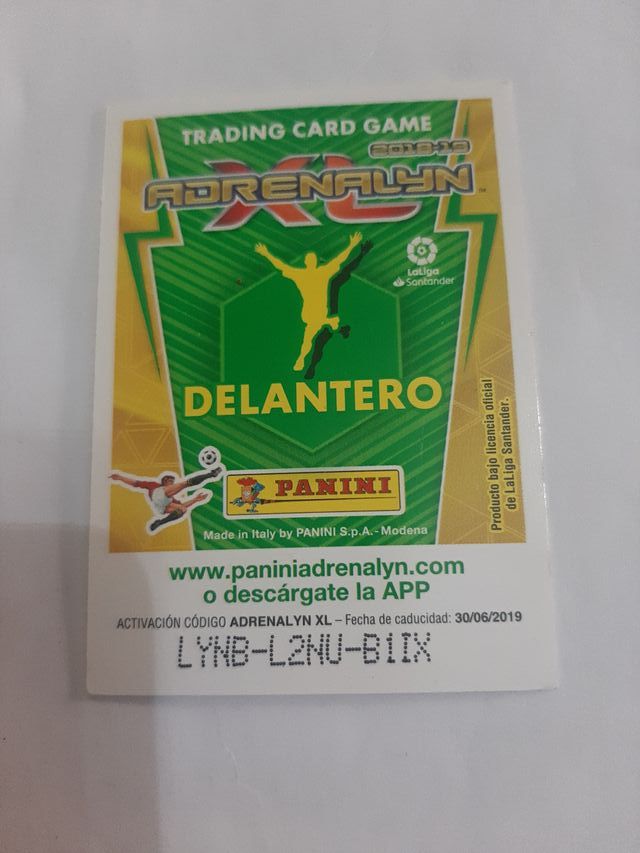 TRADING CARD GAME
2018-19
ADRENALYN XL ™
LaLiga
Santander
DELANTERO
Producto bajo licencia oficial
de LaLiga Santander.
PANINI
Made in Italy by PANINI S.p.A. - Modena
www.paniniadrenalyn.com
o descárgate la APP
ACTIVACIÓN CÓDIGO ADRENALYN XL – Fecha de caducidad: 30/06/2019
LYNB-L2NU-B1IX